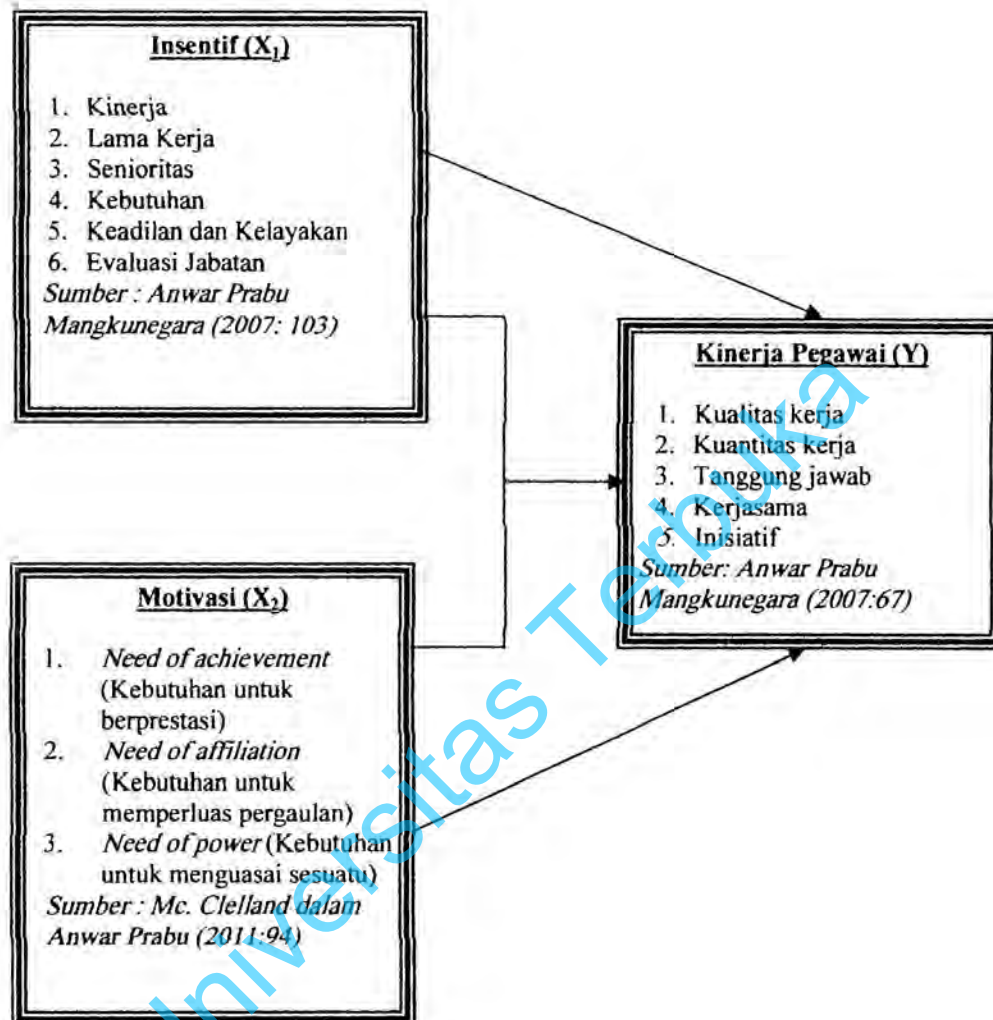 Insentif (X₁)
1. Kinerja
2. Lama Kerja
3. Senioritas
4. Kebutuhan
5. Keadilan dan Kelayakan
6. Evaluasi Jabatan
Sumber : Anwar Prabu
Mangkunegara (2007: 103)
Kinerja Pegawai (Y)
1. Kualitas kerja
2. Kuantitas kerja
3. Tanggung jawab
4. Kerjasama
5. Inisiatif
Sumber: Anwar Prabu
Mangkunegara (2007:67)
Motivasi (X₂)
1. Need of achievement
(Kebutuhan untuk
berprestasi)
2. Need of affiliation
(Kebutuhan untuk
memperluas pergaulan)
3. Need of power (Kebutuhan
untuk menguasai sesuatu)
Sumber : Mc. Clelland dalam
Anwar Prabu (2011:94)
Universitas Terbuka